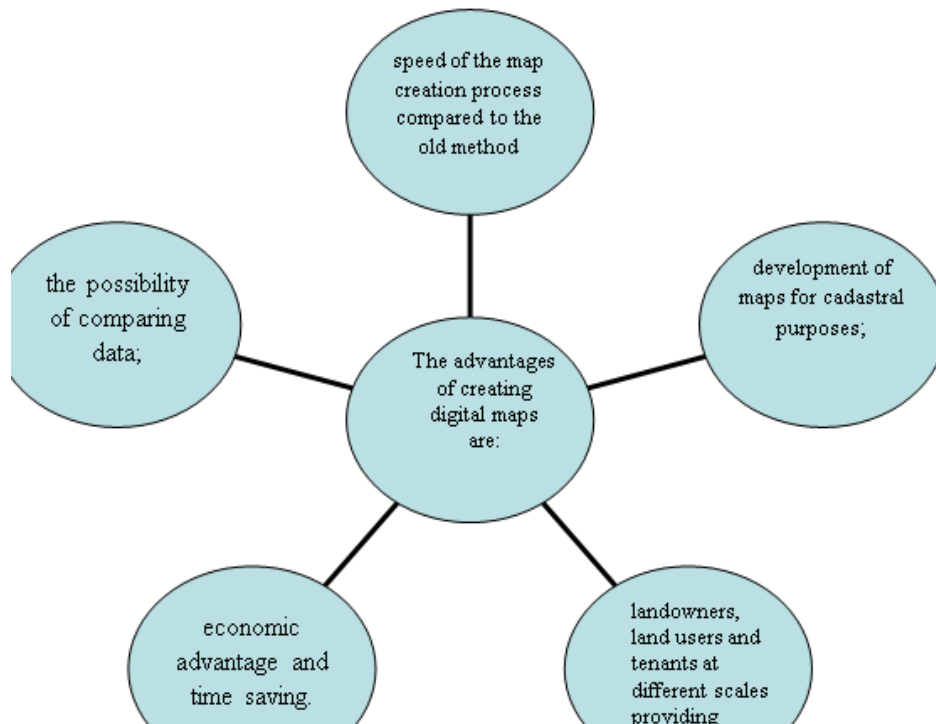 speed of the map
creation process
compared to the
old method
the possibility
of comparing
data;
development of
maps for cadastral
purposes;
The advantages
of creating
digital maps
are:
economic
advantage and
time saving.
landowners,
land users and
tenants at
different scales
providing